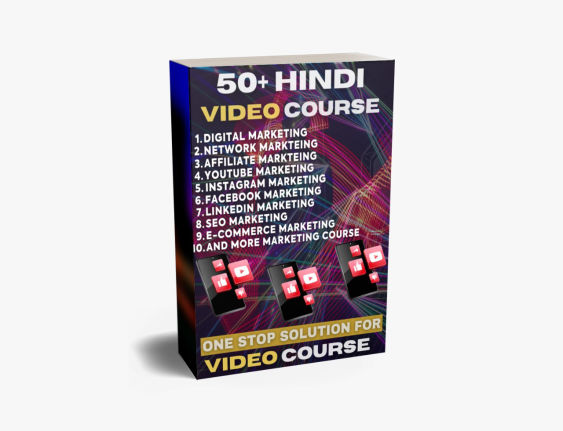 50+ HINDI
VIDEO COURSE
1. DIGITAL MARKETING
2. NETWORK MARKTEING
3. AFFILIATE MARKTEING
4. YOUTUBE MARKETING
5. INSTAGRAM MARKETING
6. FACEBOOK MARKETING
7. LINKEDIN MARKETING
8. SEO MARKETING
9. E-COMMERCE MARKETING
10. AND MORE MARKETING COURSE
ONE STOP SOLUTION FOR
VIDEO COURSE